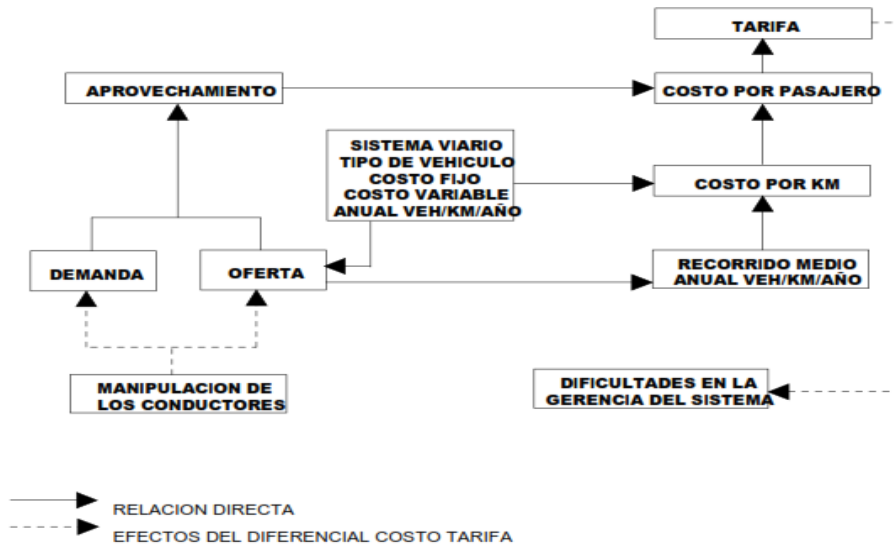 TARIFA
APROVECHAMIENTO
COSTO POR PASAJERO
SISTEMA VIARIO
TIPO DE VEHICULO
COSTO FIJO
COSTO VARIABLE
ANUAL VEH/KM/AÑO
COSTO POR KM
DEMANDA
OFERTA
RECORRIDO MEDIO
ANUAL VEH/KM/AÑO
MANIPULACION DE
LOS CONDUCTORES
DIFICULTADES EN LA
GERENCIA DEL SISTEMA
RELACION DIRECTA
EFECTOS DEL DIFERENCIAL COSTO TARIFA